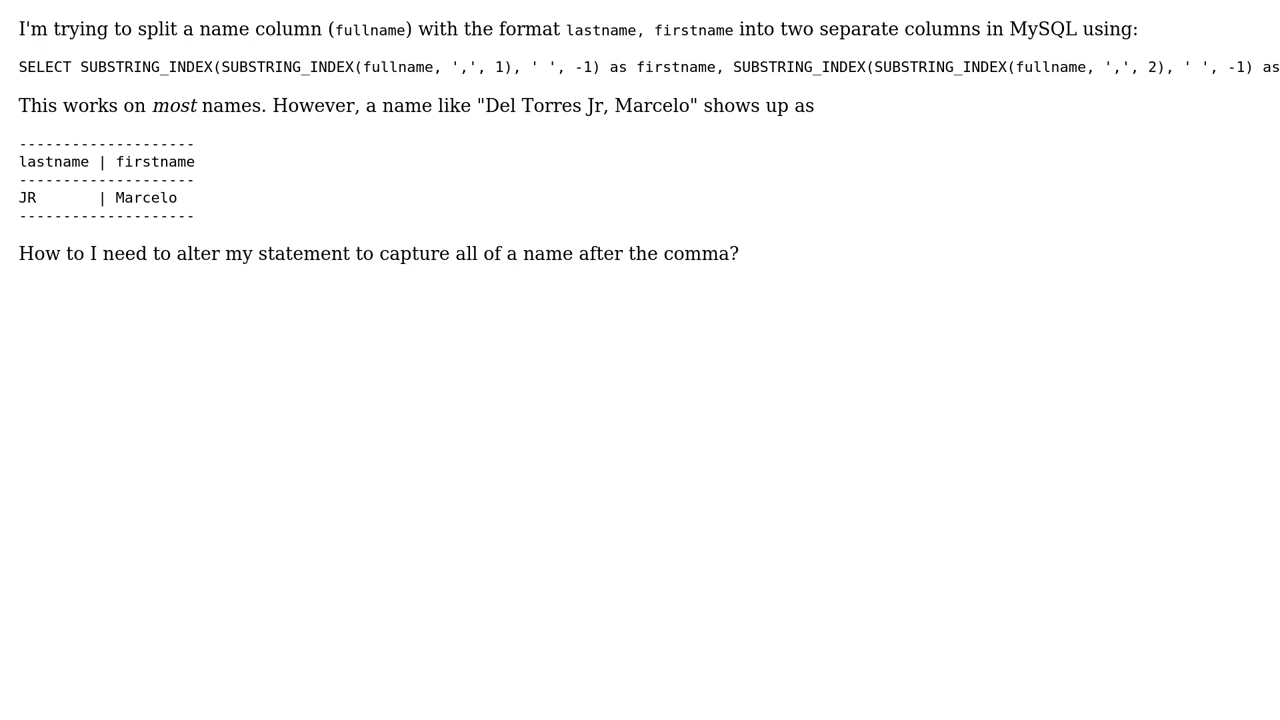 I'm trying to split a name column (fullname) with the format lastname, firstname into two separate columns in MySQL using:
SELECT SUBSTRING_INDEX(SUBSTRING_INDEX(fullname, ',', 1), ' ', -1) as firstname, SUBSTRING_INDEX(SUBSTRING_INDEX(fullname, ',', 2), ' ', -1) as
This works on most names. However, a name like "Del Torres Jr, Marcelo" shows up as
--------------------
lastname | firstname
--------------------
JR       | Marcelo
--------------------
How to I need to alter my statement to capture all of a name after the comma?